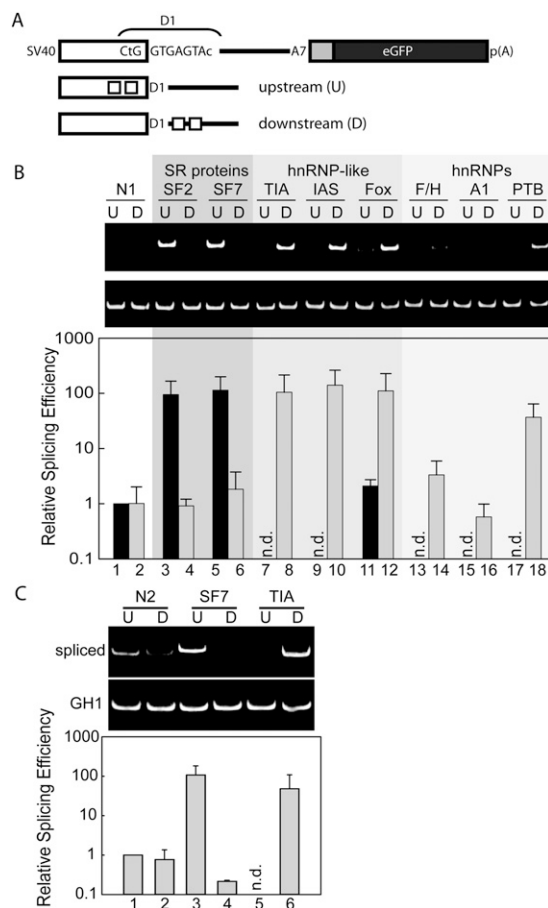 A
D1
SV40 CtG GTGAGTAc A7 eGFP p(A)
D1 upstream (U)
D1 downstream (D)
B
SR proteins hnRNP-like hnRNPs
N1 SF2 SF7 TIA IAS Fox F/H A1 PTB
U D U D U D U D U D U D U D U D U D
Relative Splicing Efficiency
1000
100
10
1
0.1
n.d. n.d. n.d. n.d. n.d.
1 2 3 4 5 6 7 8 9 10 11 12 13 14 15 16 17 18
C
N2 SF7 TIA
U D U D U D
spliced
GH1
Relative Splicing Efficiency
1000
100
10
1
0.1
n.d.
1 2 3 4 5 6